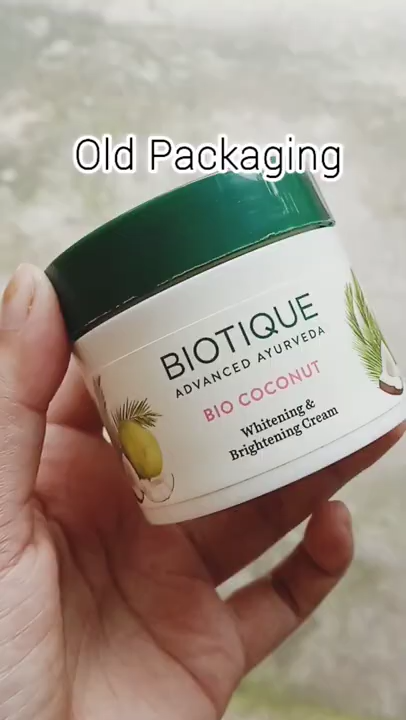 Old Packaging
BIOTIQUE
ADVANCED AYURVEDA
BIO COCONUT
Whitening &
Brightening Cream